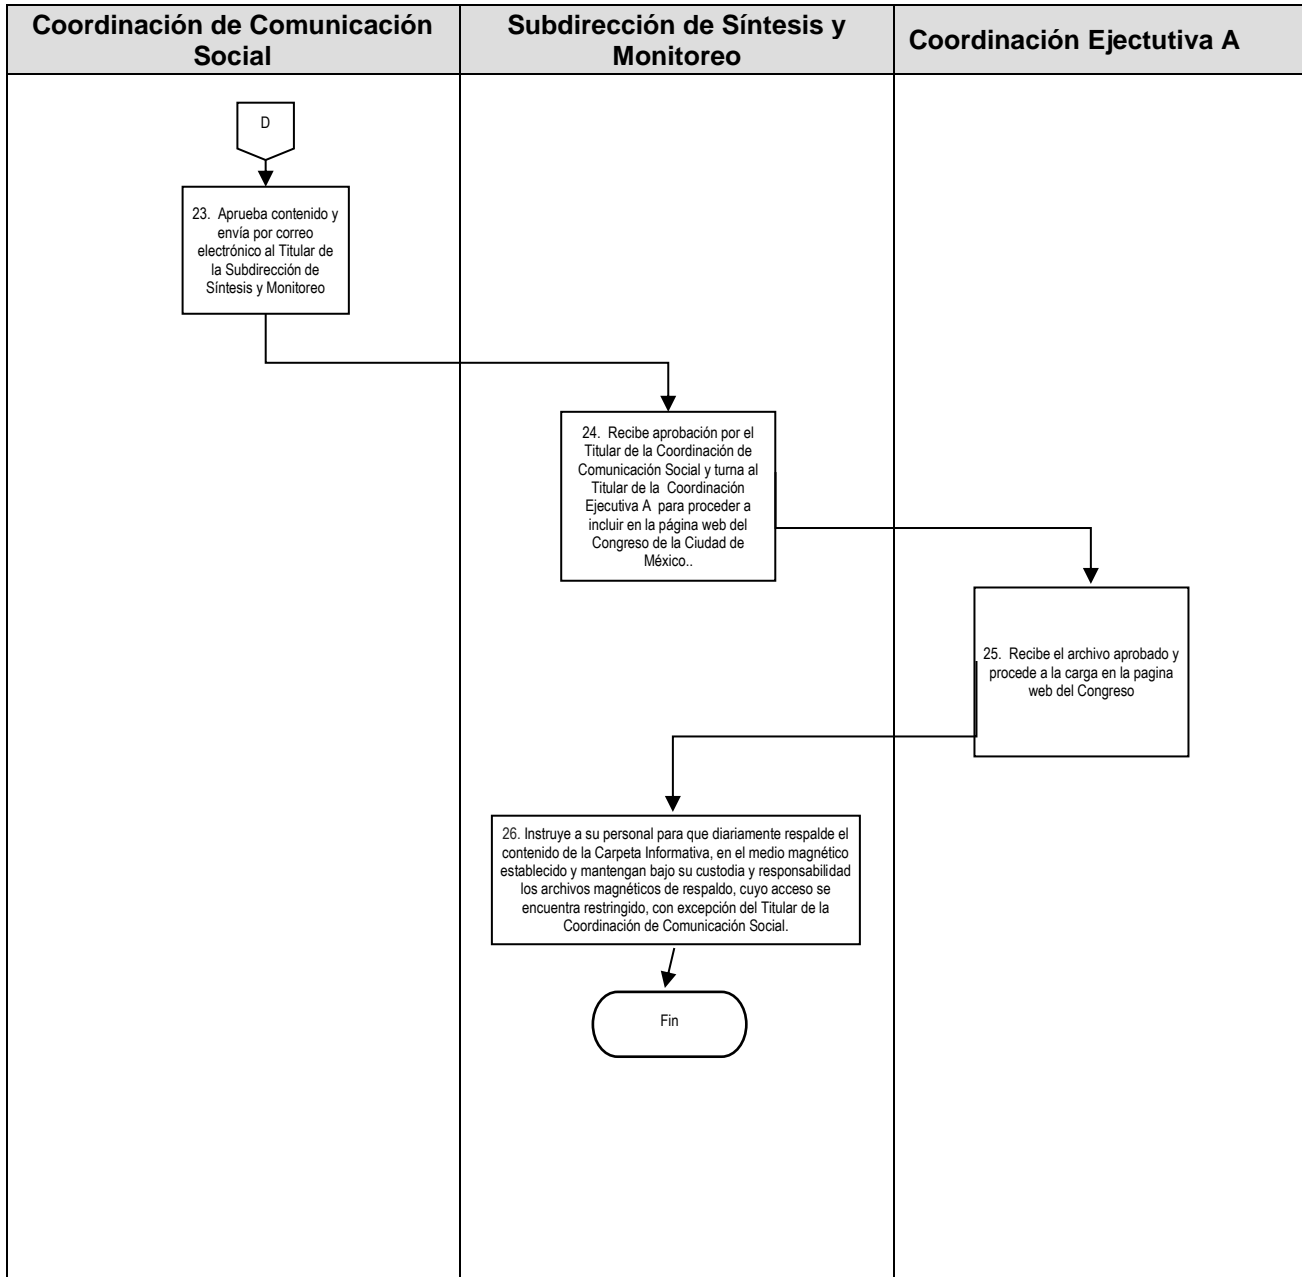 Coordinación de Comunicación
Social
Subdirección de Síntesis y
Monitoreo
Coordinación Ejectutiva A
D
23. Aprueba contenido y
envía por correo
electrónico al Titular de
la Subdirección de
Síntesis y Monitoreo
24. Recibe aprobación por el
Titular de la Coordinación de
Comunicación Social y turna al
Titular de la Coordinación
Ejecutiva A para proceder a
incluir en la página web del
Congreso de la Ciudad de
México..
25. Recibe el archivo aprobado y
procede a la carga en la pagina
web del Congreso
26. Instruye a su personal para que diariamente respalde el
contenido de la Carpeta Informativa, en el medio magnético
establecido y mantengan bajo su custodia y responsabilidad
los archivos magnéticos de respaldo, cuyo acceso se
encuentra restringido, con excepción del Titular de la
Coordinación de Comunicación Social.
Fin